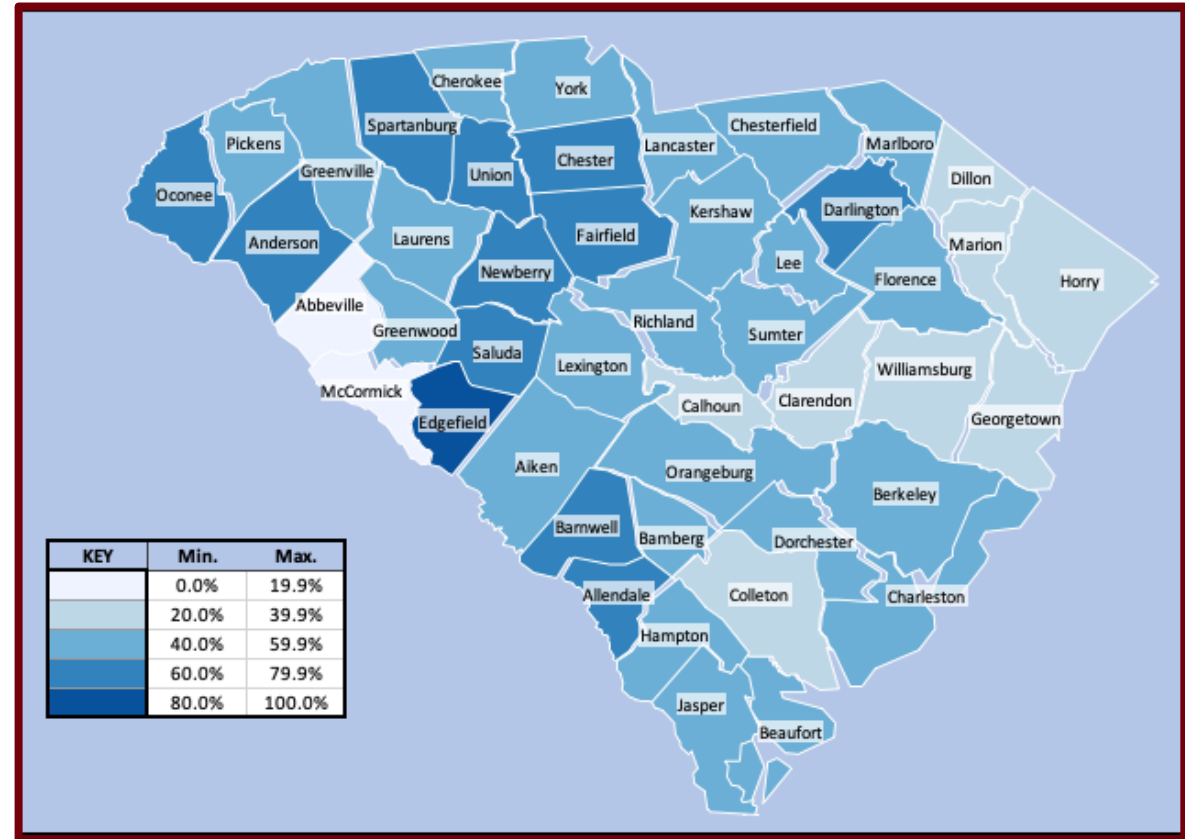 Cherokee
York
Spartanburg
Chesterfield
Pickens
Lancaster
Marlboro
Greenville
Union
Chester
Dillon
Oconee
Kershaw
Darlington
Anderson
Laurens
Fairfield
Marion
Newberry
Lee
Florence
Horry
Abbeville
Greenwood
Richland
Sumter
Saluda
Lexington
Williamsburg
McCormick
Calhoun
Clarendon
Edgefield
Georgetown
Aiken
Orangeburg
Berkeley
Barnwell
Bamberg
Dorchester
Allendale
Colleton
Charleston
Hampton
Jasper
Beaufort
KEY Min. Max.
0.0% 19.9%
20.0% 39.9%
40.0% 59.9%
60.0% 79.9%
80.0% 100.0%